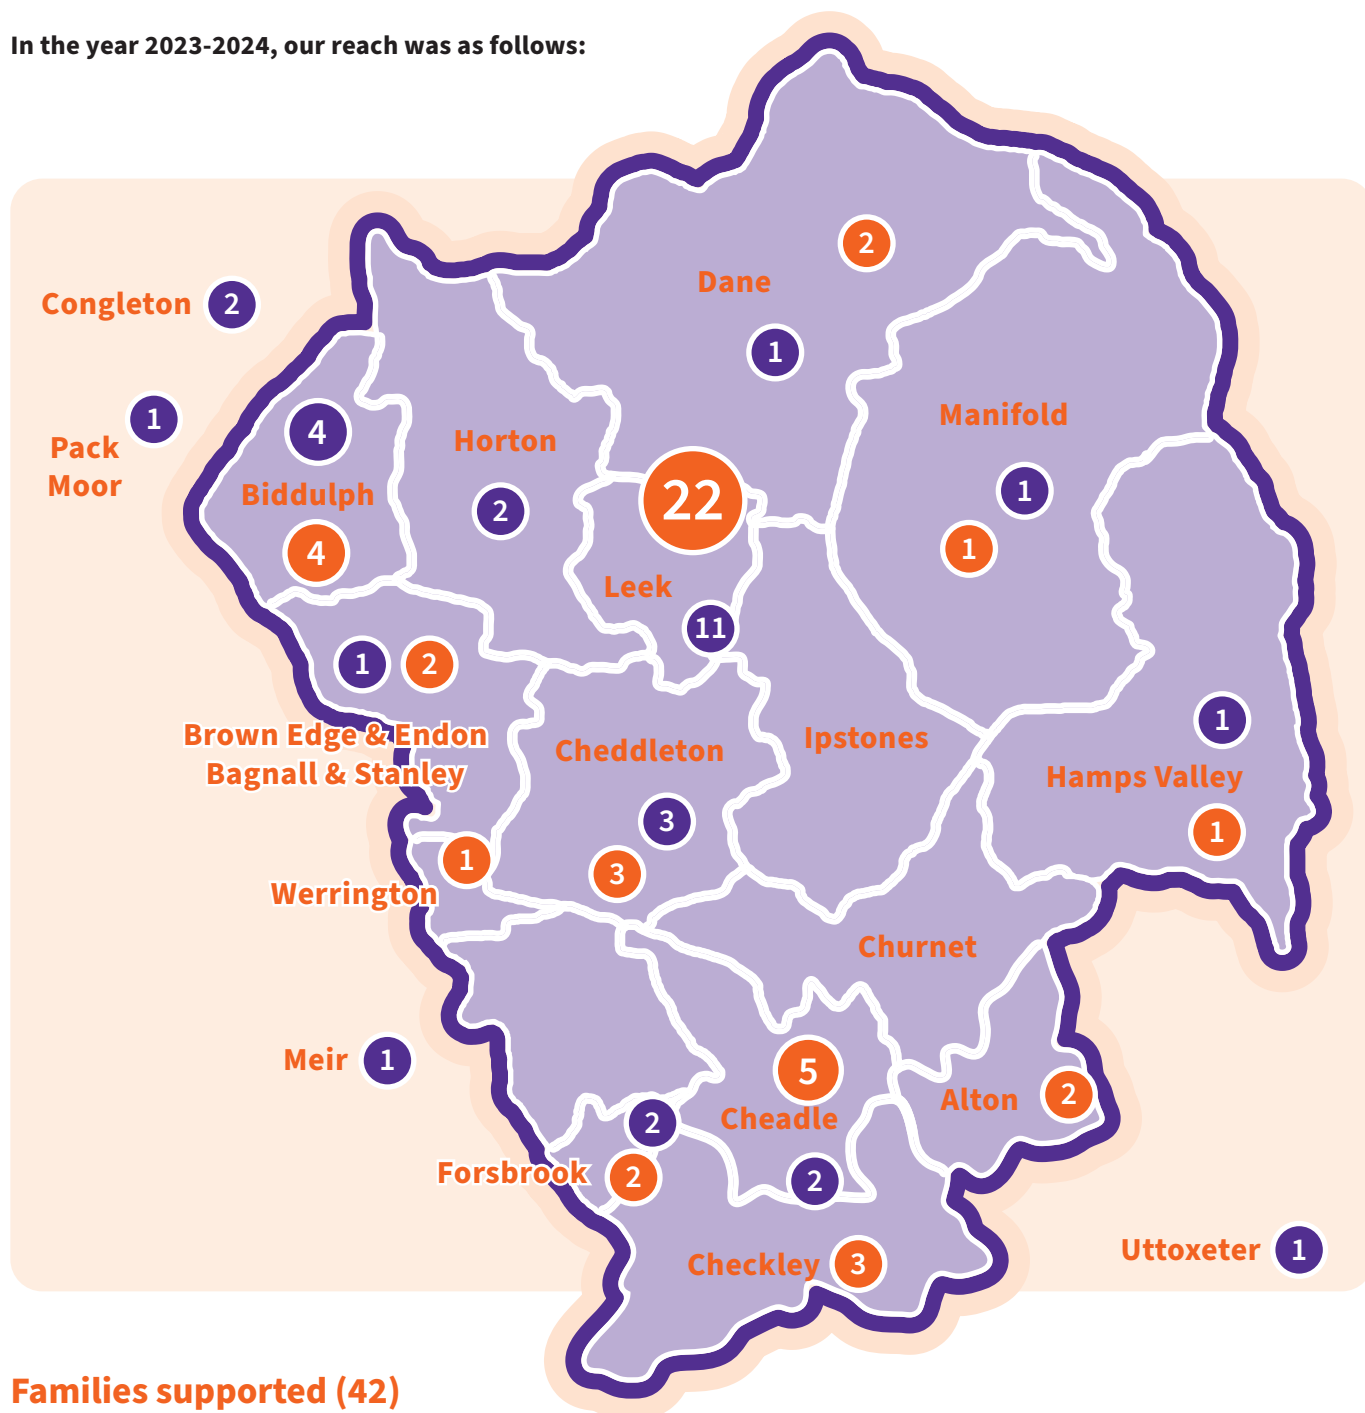 In the year 2023-2024, our reach was as follows:
2
Dane
Congleton 2
1
1
Pack
Moor
4
Horton
Manifold
Biddulph
2
22
1
4
1
Leek
11
1 2
1
Brown Edge & Endon
Bagnall & Stanley
Cheddleton
Ipstones
Hamps Valley
3
1
1
3
Werrington
Churnet
Meir 1
5
Alton 2
2
Cheadle
Forsbrook 2
2
Checkley 3
Uttoxeter 1
Families supported (42)